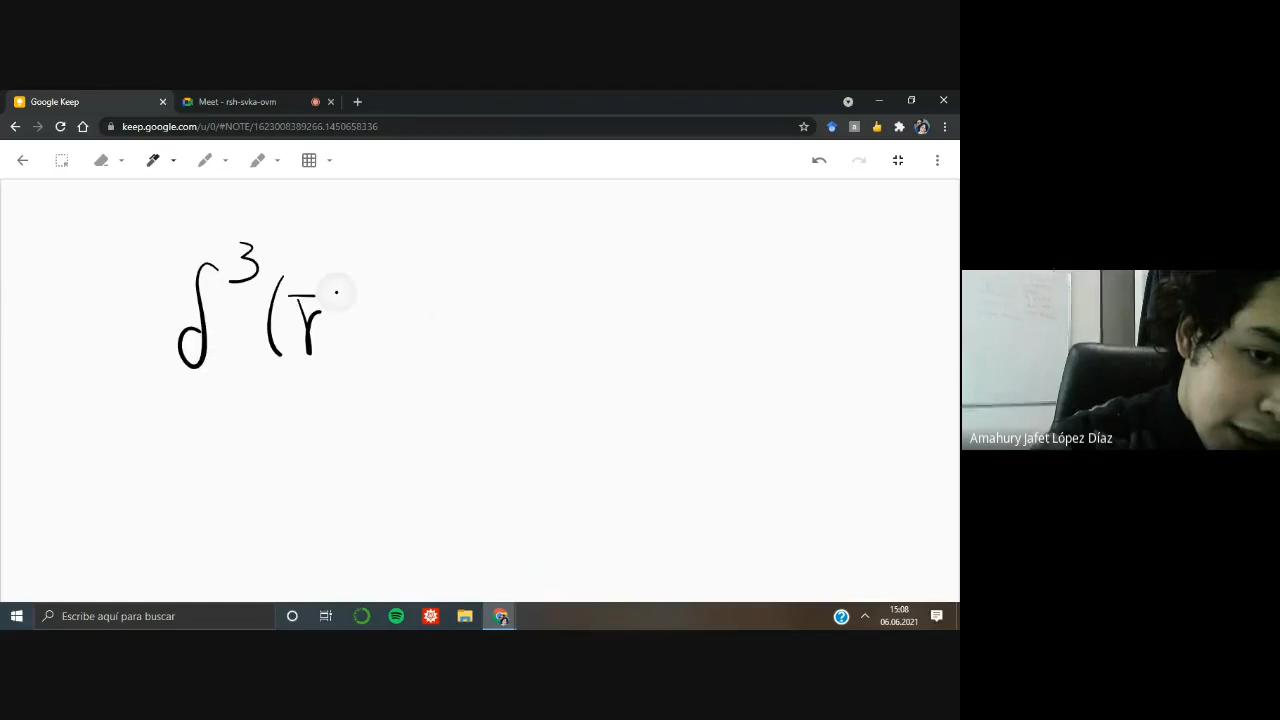 Google Keep Meet - rsh-svka-ovm
keep.google.com/u/0/#NOTE/1623008389266.1450658336
δ³(r̅
Amahury Jafet López Díaz
Escribe aquí para buscar 15:08
06.06.2021